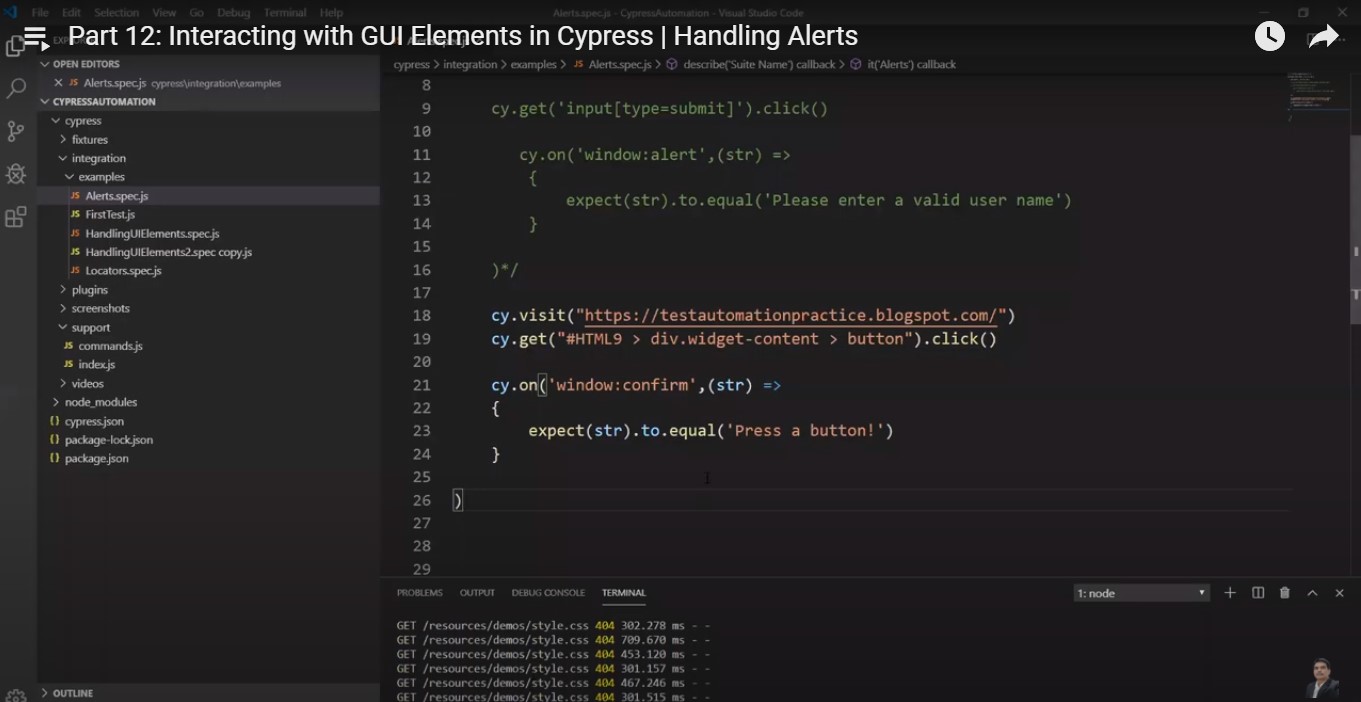 File Edit Selection View Go Debug Terminal Help
Alerts.spec.js - CypressAutomation - Visual Studio Code
Part 12: Interacting with GUI Elements in Cypress | Handling Alerts
OPEN EDITORS
JS Alerts.spec.js cypress\integration\examples
CYPRESSAUTOMATION
cypress
fixtures
integration
examples
JS Alerts.spec.js
JS FirstTest.js
JS HandlingUIElements.spec.js
JS HandlingUIElements2.spec copy.js
JS Locators.spec.js
plugins
screenshots
support
JS commands.js
JS index.js
videos
node_modules
{} cypress.json
{} package-lock.json
{} package.json
OUTLINE
cypress > integration > examples > JS Alerts.spec.js > describe('Suite Name') callback > it('Alerts') callback
8
9 cy.get('input[type=submit]').click()
10
11 cy.on('window:alert',(str) =>
12 {
13 expect(str).to.equal('Please enter a valid user name')
14 }
15
16 )*/
17
18 cy.visit("https://testautomationpractice.blogspot.com/")
19 cy.get("#HTML9 > div.widget-content > button").click()
20
21 cy.on('window:confirm',(str) =>
22 {
23 expect(str).to.equal('Press a button!')
24 }
25
26 )
27
28
29
PROBLEMS OUTPUT DEBUG CONSOLE TERMINAL 1: node
GET /resources/demos/style.css 404 302.278 ms - -
GET /resources/demos/style.css 404 709.670 ms - -
GET /resources/demos/style.css 404 453.120 ms - -
GET /resources/demos/style.css 404 301.157 ms - -
GET /resources/demos/style.css 404 467.246 ms - -
GET /resources/demos/style.css 404 301.515 ms - -